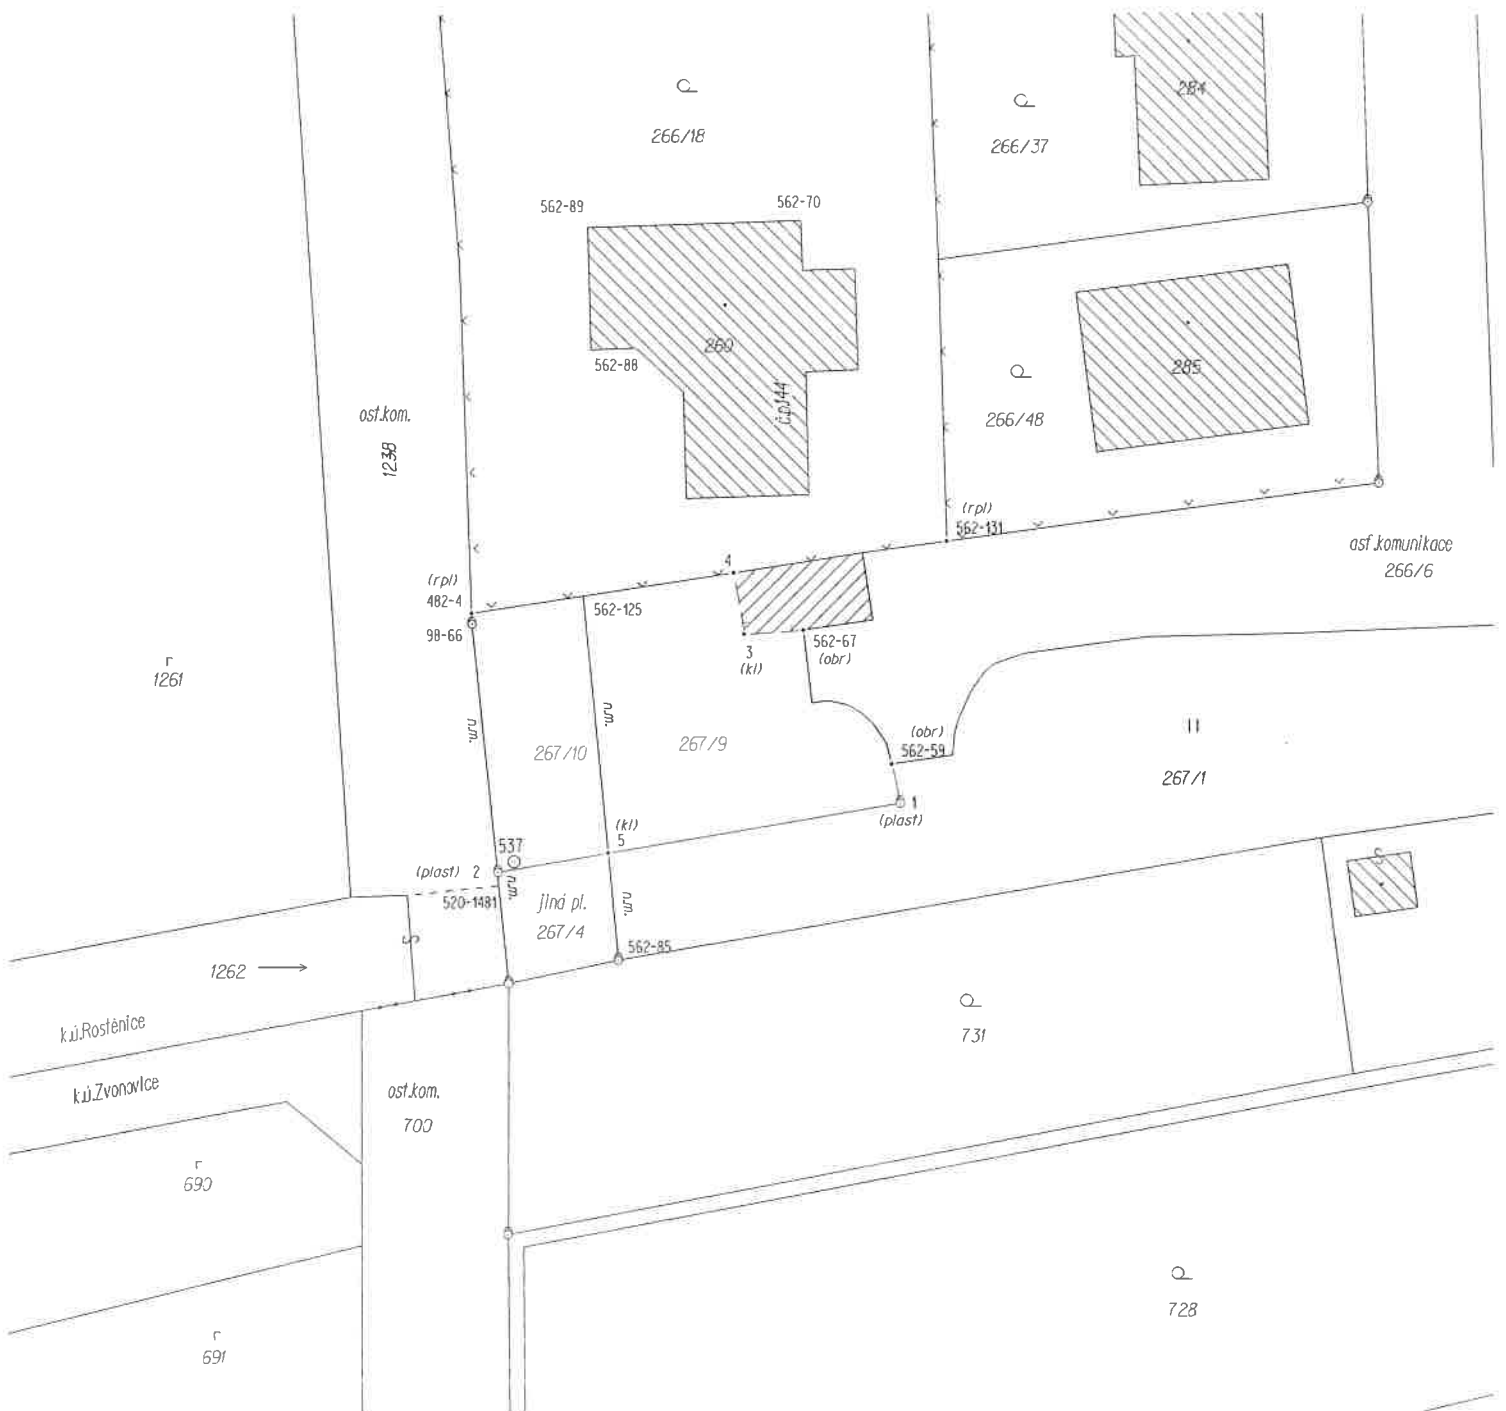 284
266/18
266/37
562-89
562-70
260
562-88
č.p.144
285
266/48
ost.kom.
1238
(rpl)
562-131
asf.komunikace
266/6
4
(rpl)
482-4
98-66
562-125
3
(kl)
562-67
(obr)
r
1261
n.m.
n.m.
267/10
267/9
(obr)
562-59
II
267/1
1
(plast)
(kl)
5
537
(plast) 2
n.m.
520-1481
jiná pl.
267/4
n.m.
562-85
1262
k.ú.Rostěnice
k.ú.Zvonovice
731
ost.kom.
700
r
690
728
r
691